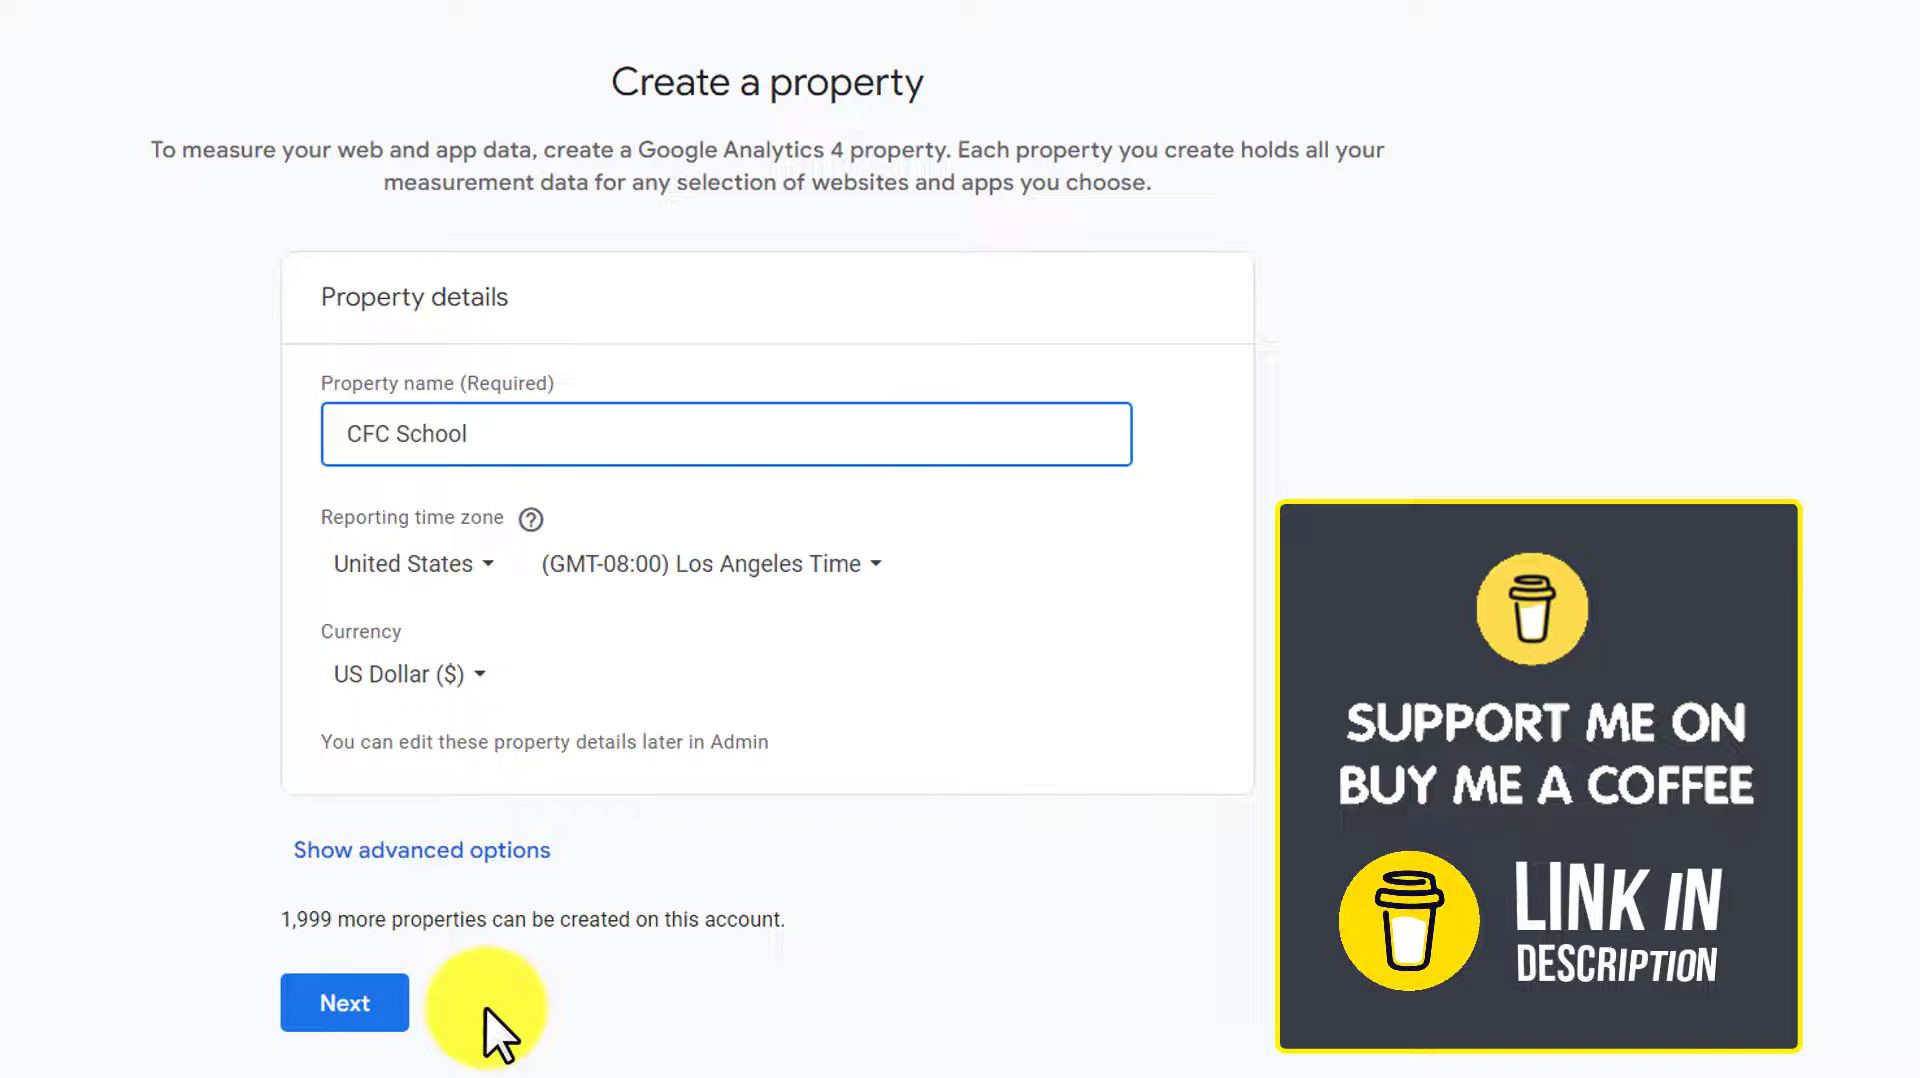 Create a property
To measure your web and app data, create a Google Analytics 4 property. Each property you create holds all your
measurement data for any selection of websites and apps you choose.
Property details
Property name (Required)
CFC School
Reporting time zone
United States
(GMT-08:00) Los Angeles Time
Currency
US Dollar ($)
You can edit these property details later in Admin
Show advanced options
1,999 more properties can be created on this account.
Next
SUPPORT ME ON
BUY ME A COFFEE
LINK IN
DESCRIPTION